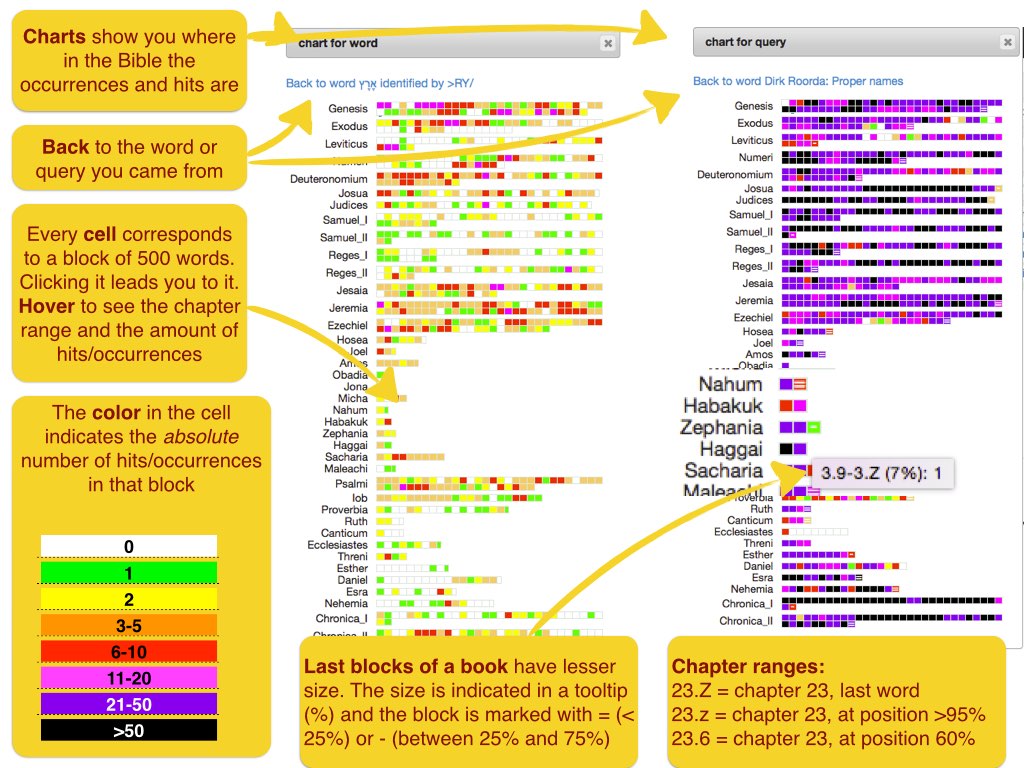 Charts show you where
in the Bible the
occurrences and hits are
Back to the word or
query you came from
Every cell corresponds
to a block of 500 words.
Clicking it leads you to it.
Hover to see the chapter
range and the amount of
hits/occurrences
The color in the cell
indicates the absolute
number of hits/occurrences
in that block
0
1
2
3-5
6-10
11-20
21-50
>50
chart for word
Back to word ארץ identified by >RY/
Genesis
Exodus
Leviticus
Numeri
Deuteronomium
Josua
Judices
Samuel_I
Samuel_II
Reges_I
Reges_II
Jesaia
Jeremia
Ezechiel
Hosea
Joel
Amos
Obadia
Jona
Micha
Nahum
Habakuk
Zephania
Haggai
Sacharia
Maleachi
Psalmi
Iob
Proverbia
Ruth
Canticum
Ecclesiastes
Threni
Esther
Daniel
Esra
Nehemia
Chronica_I
Chronica_II
chart for query
Back to word Dirk Roorda: Proper names
Genesis
Exodus
Leviticus
Numeri
Deuteronomium
Josua
Judices
Samuel_I
Samuel_II
Reges_I
Reges_II
Jesaia
Jeremia
Ezechiel
Hosea
Joel
Amos
Obadia
Nahum
Habakuk
Zephania
Haggai
Sacharia
3.9-3.Z (7%): 1
Maleachi
Proverbia
Ruth
Canticum
Ecclesiastes
Threni
Esther
Daniel
Esra
Nehemia
Chronica_I
Chronica_II
Last blocks of a book have lesser
size. The size is indicated in a tooltip
(%) and the block is marked with = (<
25%) or - (between 25% and 75%)
Chapter ranges:
23.Z = chapter 23, last word
23.z = chapter 23, at position >95%
23.6 = chapter 23, at position 60%